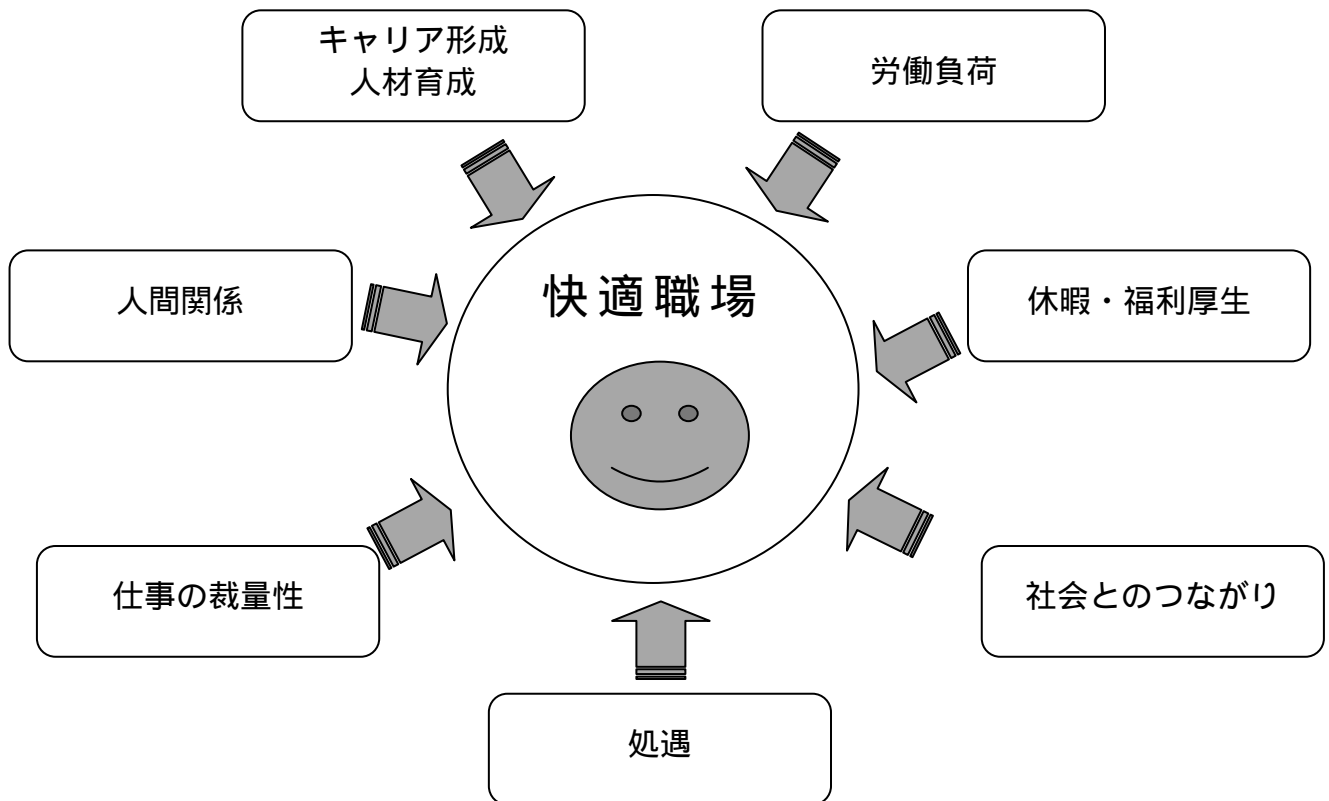 キャリア形成
人材育成
労働負荷
人間関係
快適職場
休暇・福利厚生
仕事の裁量性
社会とのつながり
処遇